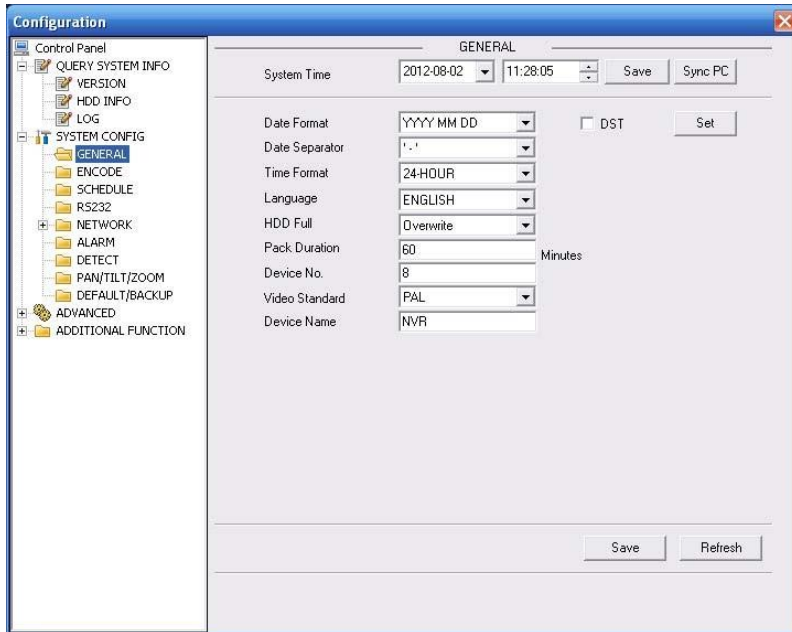 Configuration
Control Panel
QUERY SYSTEM INFO
VERSION
HDD INFO
LOG
SYSTEM CONFIG
GENERAL
ENCODE
SCHEDULE
RS232
NETWORK
ALARM
DETECT
PAN/TILT/ZOOM
DEFAULT/BACKUP
ADVANCED
ADDITIONAL FUNCTION
GENERAL
System Time 2012-08-02 11:28:05 Save Sync PC
Date Format YYYY MM DD DST Set
Date Separator '-'
Time Format 24-HOUR
Language ENGLISH
HDD Full Overwrite
Pack Duration 60 Minutes
Device No. 8
Video Standard PAL
Device Name NVR
Save Refresh